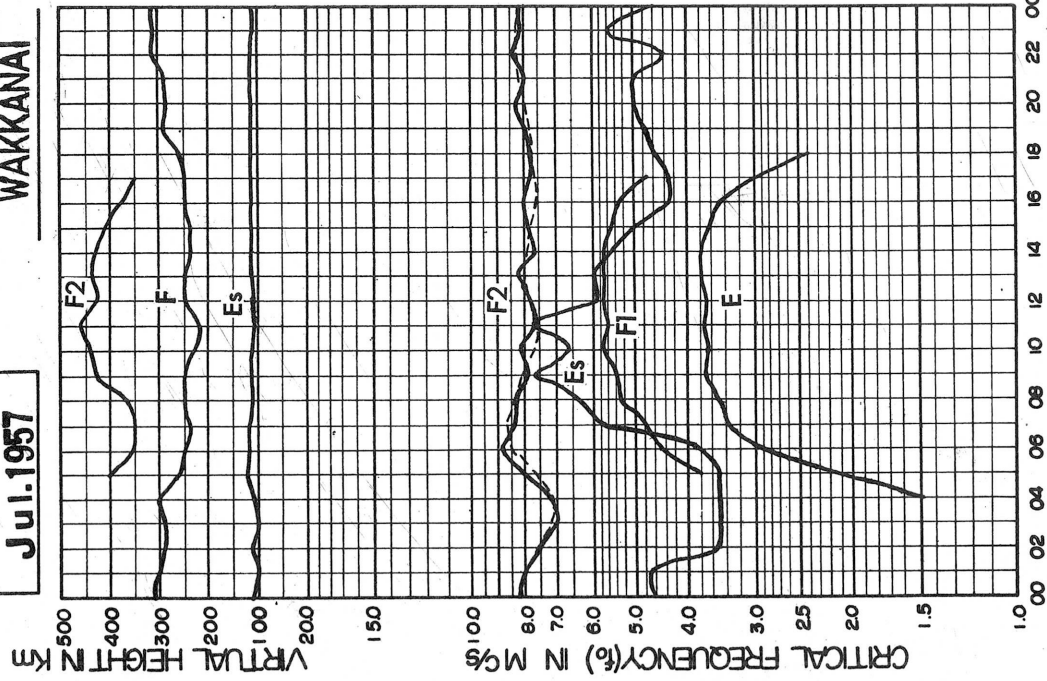 Jul.1957
WAKKANAI
VIRTUAL HEIGHT IN Km
500
400
300
200
100
F2
F
Es
CRITICAL FREQUENCY(fo) IN Mc/s
20.0
15.0
10.0
8.0
7.0
6.0
5.0
4.0
3.0
2.5
2.0
1.5
1.0
F2
Es
F1
E
00 02 04 06 08 10 12 14 16 18 20 22 00